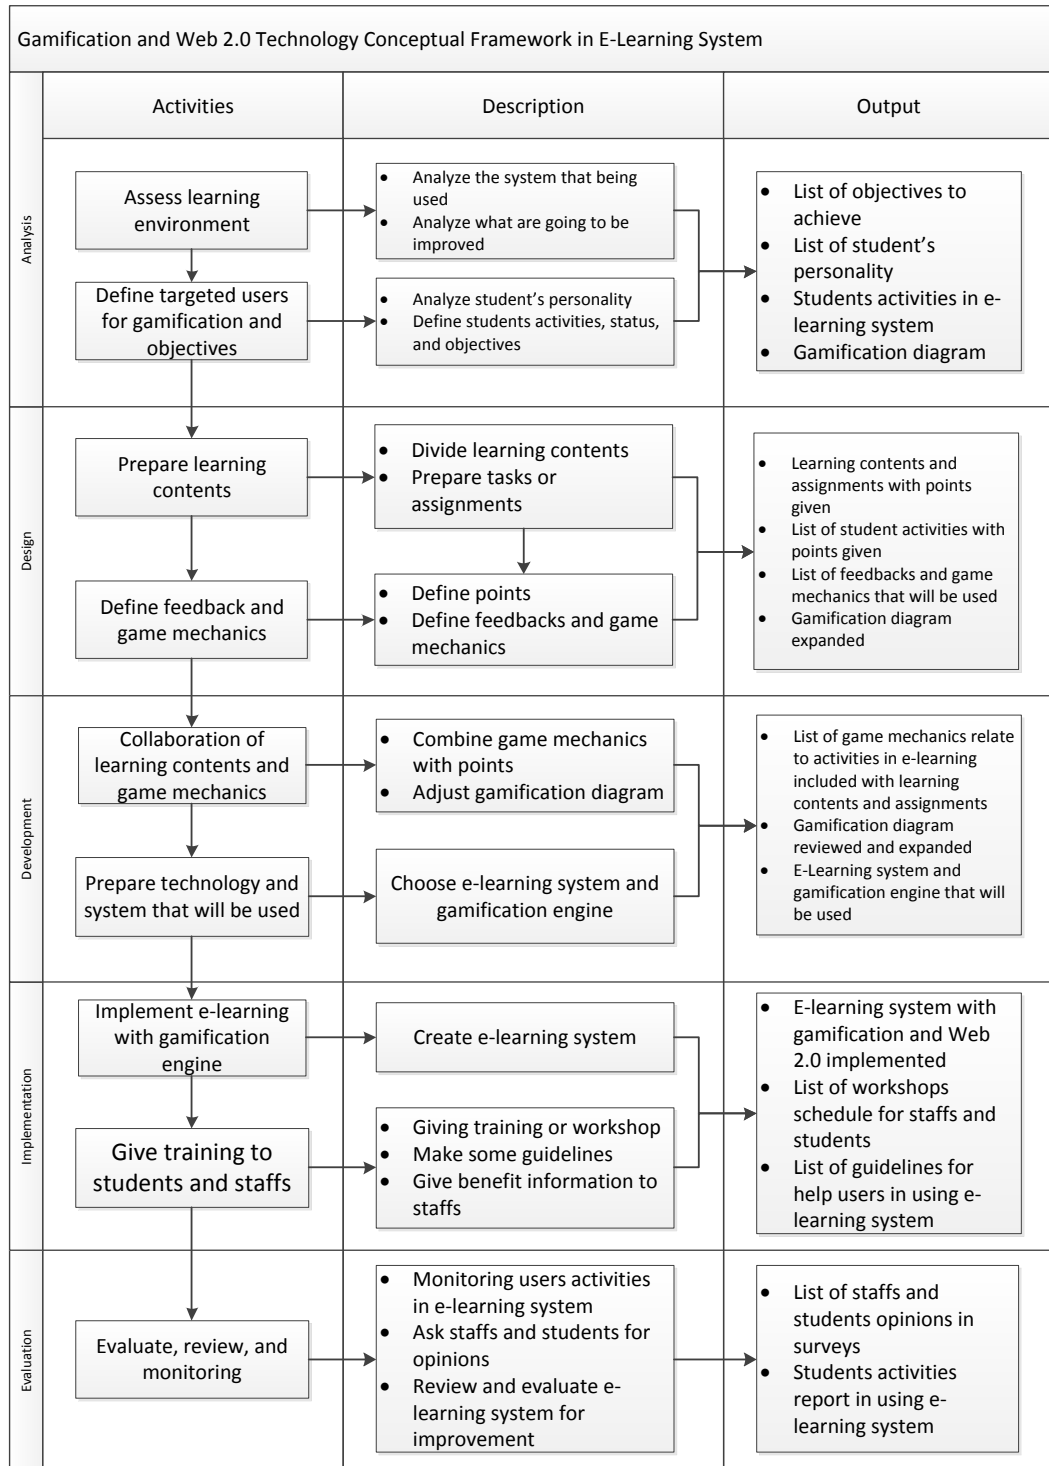 Gamification and Web 2.0 Technology Conceptual Framework in E-Learning System
Activities
Description
Output
Analysis
Assess learning
environment
• Analyze the system that being
used
• Analyze what are going to be
improved
Define targeted users
for gamification and
objectives
• Analyze student's personality
• Define students activities, status,
and objectives
• List of objectives to
achieve
• List of student's
personality
• Students activities in e-
learning system
• Gamification diagram
Design
Prepare learning
contents
• Divide learning contents
• Prepare tasks or
assignments
Define feedback and
game mechanics
• Define points
• Define feedbacks and game
mechanics
• Learning contents and
assignments with points
given
• List of student activities with
points given
• List of feedbacks and game
mechanics that will be used
• Gamification diagram
expanded
Development
Collaboration of
learning contents and
game mechanics
• Combine game mechanics
with points
• Adjust gamification diagram
Prepare technology and
system that will be used
Choose e-learning system and
gamification engine
• List of game mechanics relate
to activities in e-learning
included with learning
contents and assignments
• Gamification diagram
reviewed and expanded
• E-Learning system and
gamification engine that will
be used
Implementation
Implement e-learning
with gamification
engine
Create e-learning system
Give training to
students and staffs
• Giving training or workshop
• Make some guidelines
• Give benefit information to
staffs
• E-learning system with
gamification and Web
2.0 implemented
• List of workshops
schedule for staffs and
students
• List of guidelines for
help users in using e-
learning system
Evaluation
Evaluate, review, and
monitoring
• Monitoring users activities
in e-learning system
• Ask staffs and students for
opinions
• Review and evaluate e-
learning system for
improvement
• List of staffs and
students opinions in
surveys
• Students activities
report in using e-
learning system